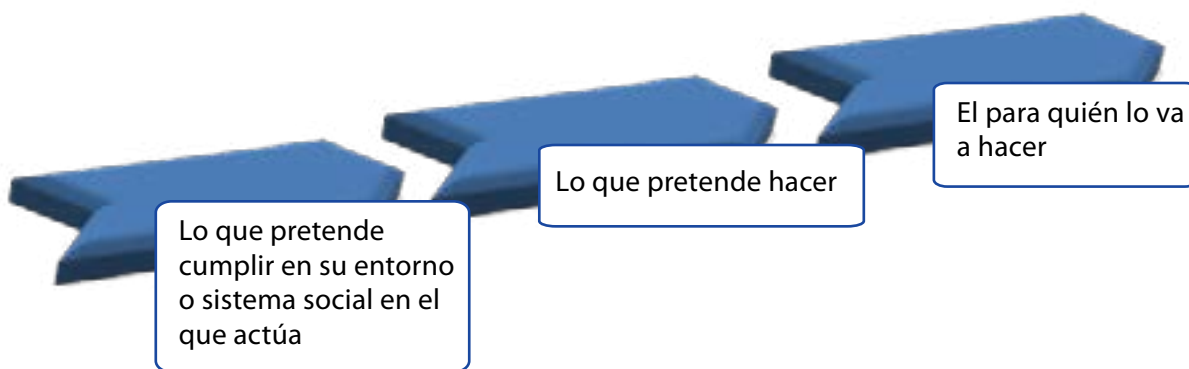 Lo que pretende
cumplir en su entorno
o sistema social en el
que actúa
Lo que pretende hacer
El para quién lo va
a hacer